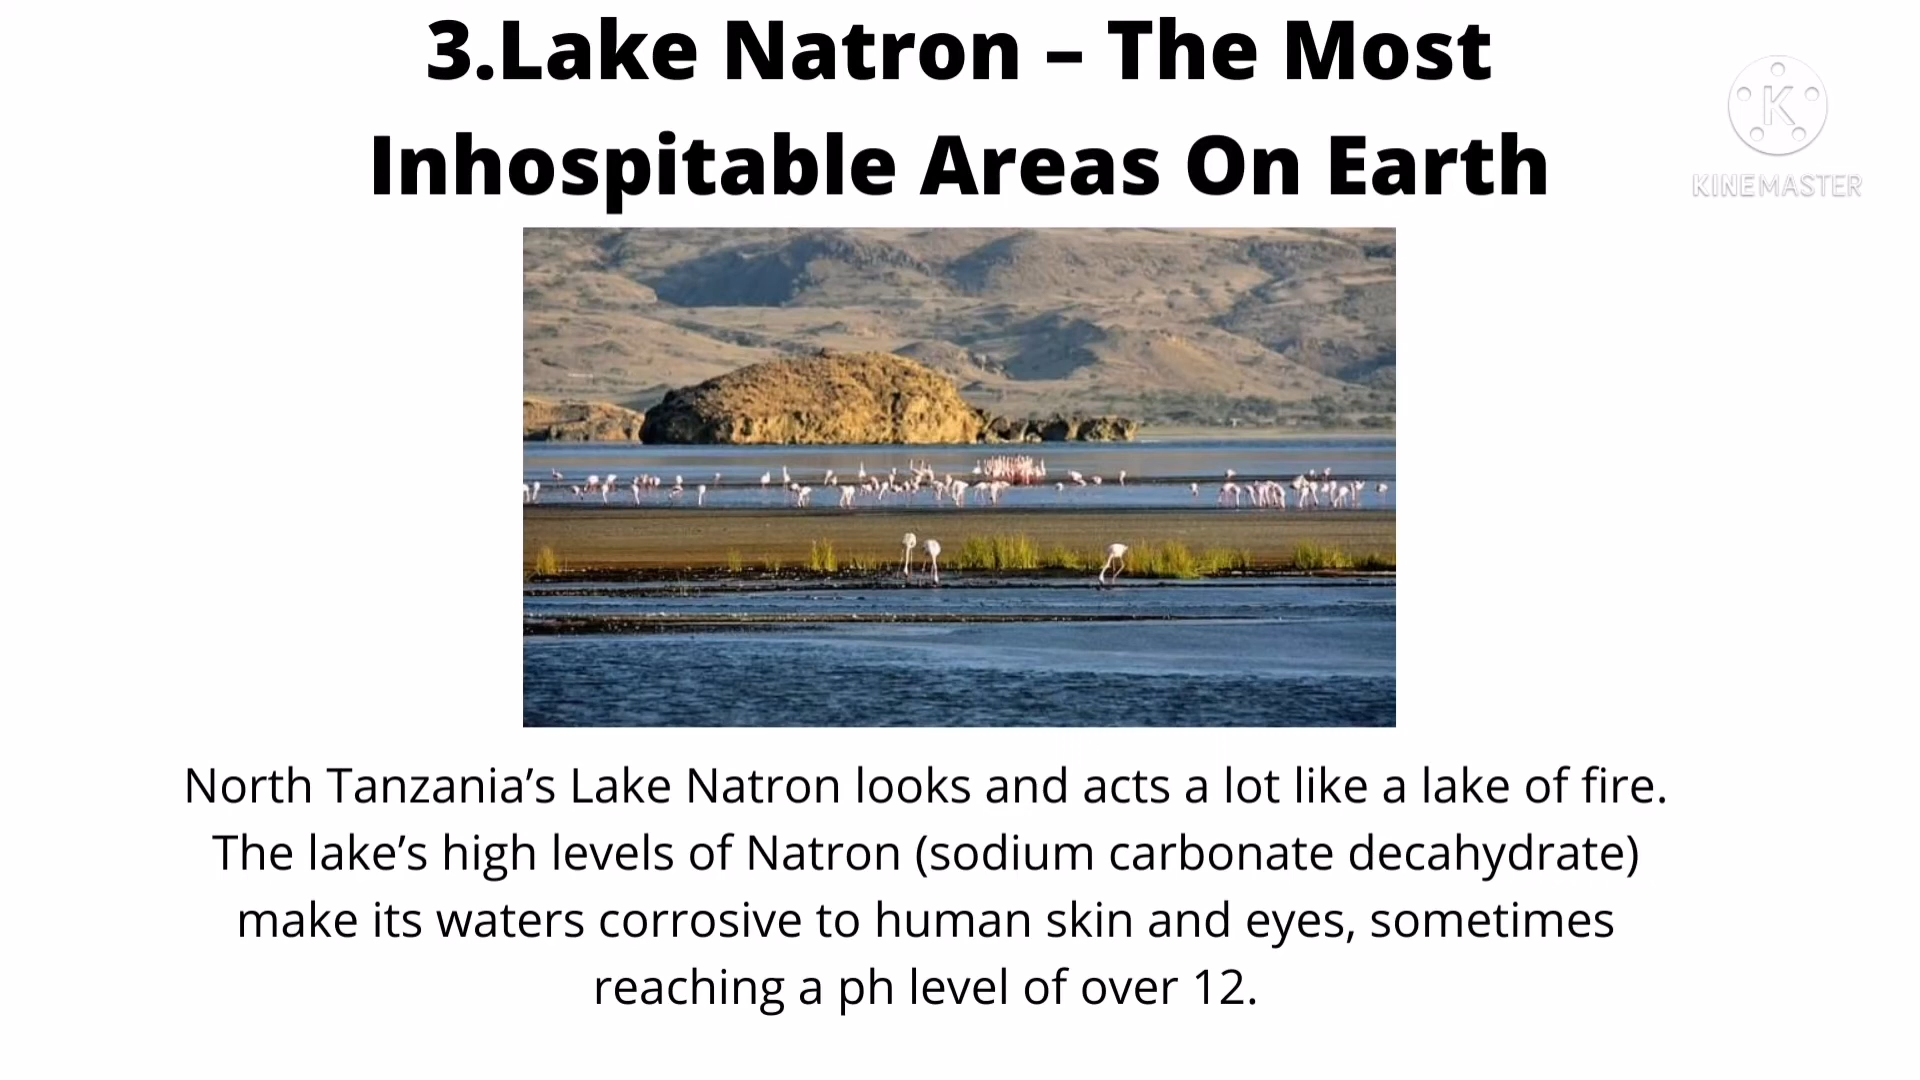 3.Lake Natron – The Most
Inhospitable Areas On Earth
K
KINEMASTER
North Tanzania’s Lake Natron looks and acts a lot like a lake of fire.
The lake’s high levels of Natron (sodium carbonate decahydrate)
make its waters corrosive to human skin and eyes, sometimes
reaching a ph level of over 12.